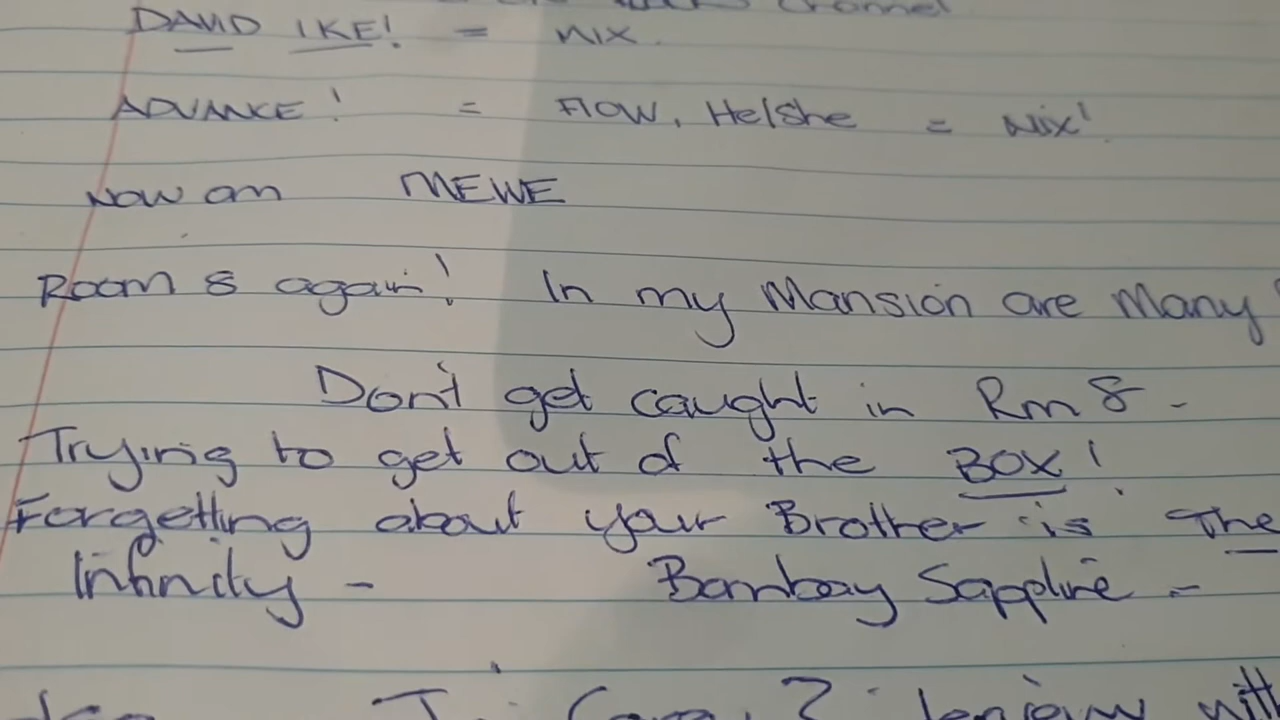 Channel
DAVID IKE! = NIX.
ADVANCE! = FLOW, He/She = Nix!
NOW on MEWE
Room 8 again! In my Mansion are Many
Don't get caught in Rm 8 -
Trying to get out of the BOX!
Forgetting about your Brother is The
Infinity - Bombay Sapphire -